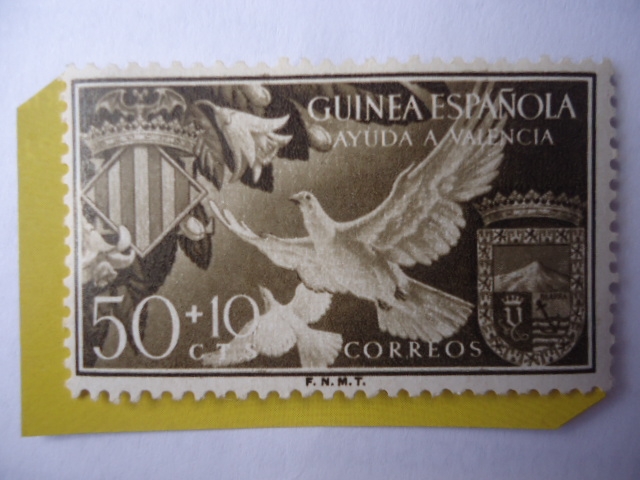 GUINEA ESPAÑOLA
AYUDA A VALENCIA
50+10
CTS
CORREOS
F. N. M. T.